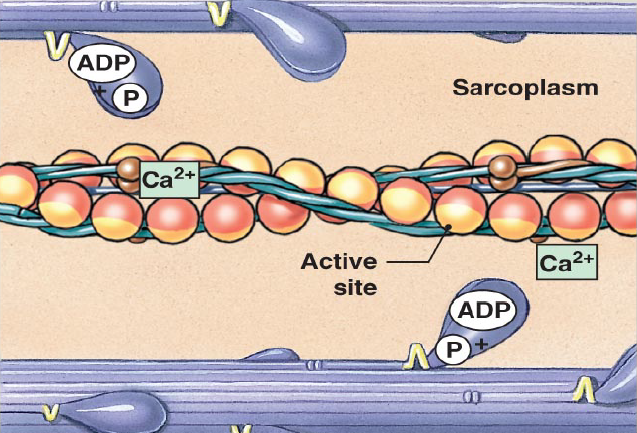 ADP
+ P
Sarcoplasm
Ca2+
Active
site
Ca2+
ADP
P +